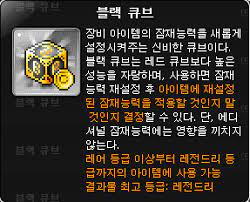 블랙 큐브
장비 아이템의 잠재능력을 새롭게
설정시켜주는 신비한 큐브이다.
블랙 큐브는 레드 큐브보다 높은
성능을 자랑하며, 사용하면 잠재
능력 재설정 후 아이템에 재설정
된 잠재능력을 적용할 것인지 말
것인지 결정할 수 있다. 단, 에디
셔널 잠재능력에는 영향을 끼치지
않는다.
레어 등급 이상부터 레전드리 등
급까지의 아이템에 사용 가능
결과물 최고 등급: 레전드리